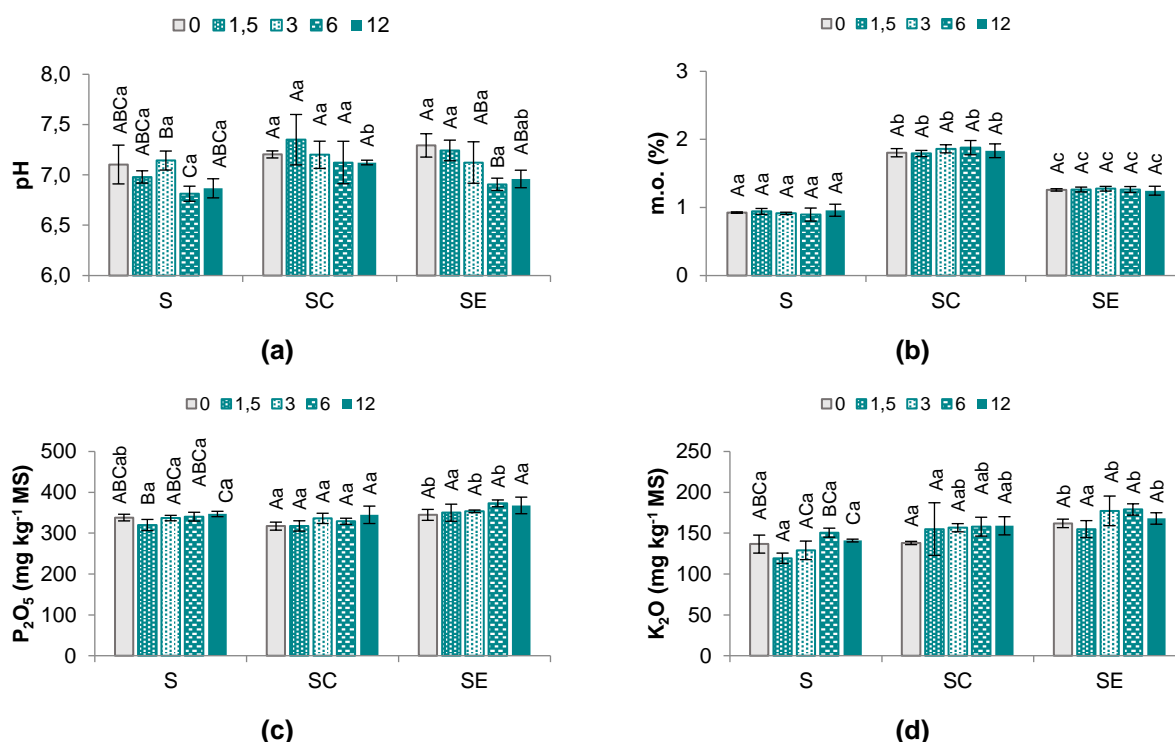 0 1,5 3 6 12
8,0
7,5
7,0
6,5
6,0
pH
ABCa ABCa Ba Ca ABCa
Aa Aa Aa Aa Ab
Aa Aa ABa Ba ABab
S SC SE
(a)
0 1,5 3 6 12
3
2
1
0
m.o. (%)
Aa Aa Aa Aa Aa
Ab Ab Ab Ab Ab
Ac Ac Ac Ac Ac
S SC SE
(b)
0 1,5 3 6 12
500
400
300
200
100
0
P₂O₅ (mg kg⁻¹ MS)
ABCab Ba ABCa ABCa Ca
Aa Aa Aa Aa Aa
Ab Aa Ab Ab Aa
S SC SE
(c)
0 1,5 3 6 12
250
200
150
100
50
0
K₂O (mg kg⁻¹ MS)
ABCa Aa ACa BCa Ca
Aa Aa Aab Aab Aab
Ab Aa Ab Ab Ab
S SC SE
(d)